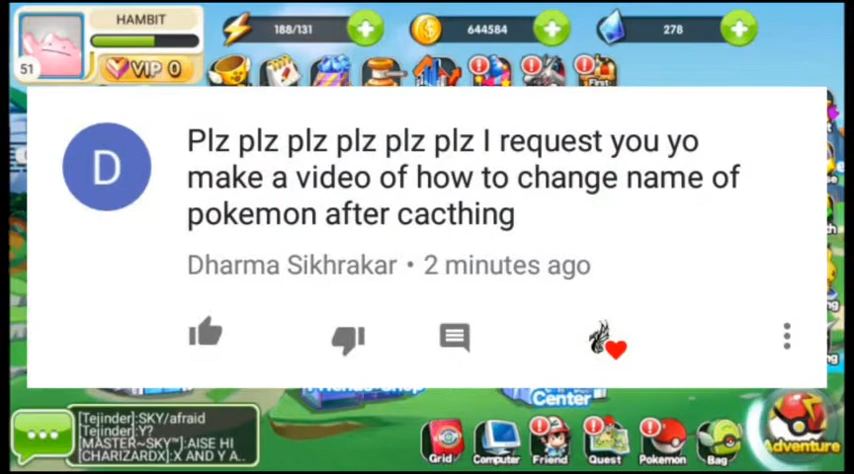 HAMBIT
188/131
644584
278
51
VIP 0
First
Plz plz plz plz plz plz I request you yo
make a video of how to change name of
pokemon after cacthing
D
Dharma Sikhrakar • 2 minutes ago
Center
[Tejinder]:SKY/afraid
[Tejinder]:Y?
[MASTER~SKY™]:AISE HI
[CHARIZARDX]:X AND Y A..
Grid
Computer
Friend
Quest
Pokemon
Bag
Adventure